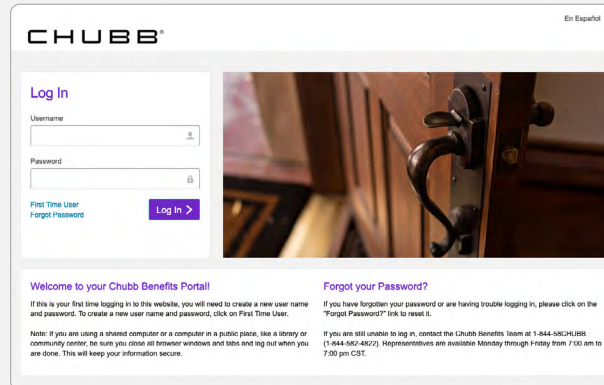 En Español
CHUBB®
Log In
Username
Password
First Time User
Forgot Password
Log In >
Welcome to your Chubb Benefits Portal!
If this is your first time logging in to this website, you will need to create a new user name
and password. To create a new user name and password, click on First Time User.
Note: If you are using a shared computer or a computer in a public place, like a library or
community center, be sure you close all browser windows and tabs and log out when you
are done. This will keep your information secure.
Forgot your Password?
If you have forgotten your password or are having trouble logging in, please click on the
"Forgot Password?" link to reset it.
If you are still unable to log in, contact the Chubb Benefits Team at 1-844-58CHUBB
(1-844-582-4822). Representatives are available Monday through Friday from 7:00 am to
7:00 pm CST.